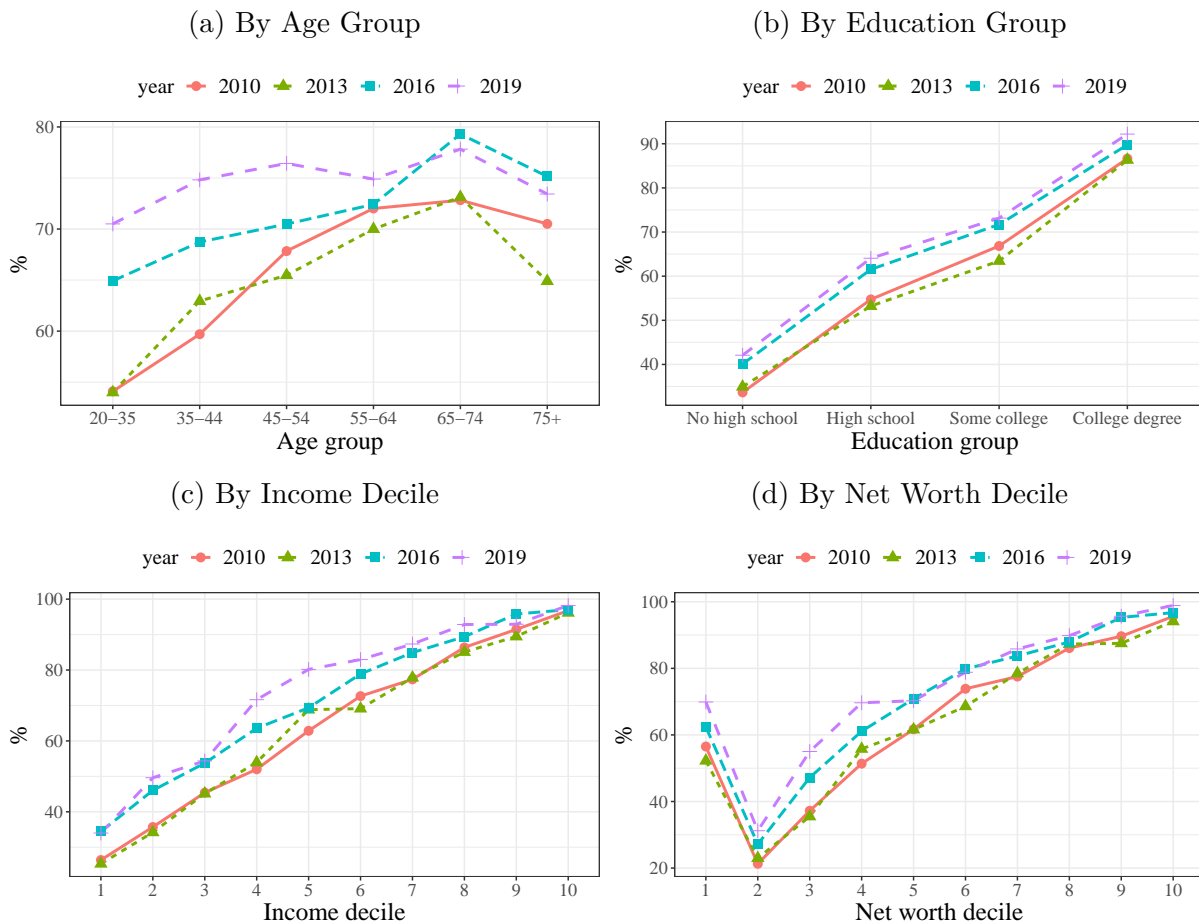 (a) By Age Group
year 2010 2013 2016 2019
80
70
60
%
20–35 35–44 45–54 55–64 65–74 75+
Age group
(b) By Education Group
year 2010 2013 2016 2019
90
80
70
60
50
40
%
No high school High school Some college College degree
Education group
(c) By Income Decile
year 2010 2013 2016 2019
100
80
60
40
%
1 2 3 4 5 6 7 8 9 10
Income decile
(d) By Net Worth Decile
year 2010 2013 2016 2019
100
80
60
40
20
%
1 2 3 4 5 6 7 8 9 10
Net worth decile